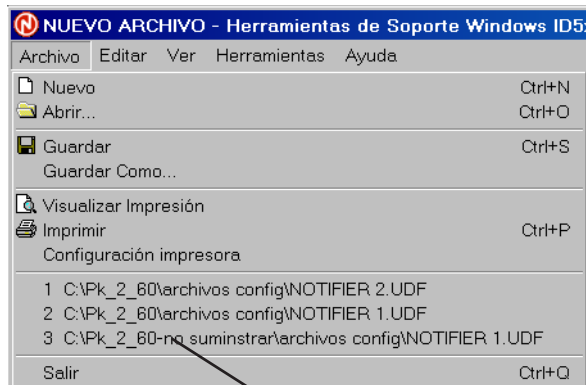 NUEVO ARCHIVO - Herramientas de Soporte Windows ID5
Archivo Editar Ver Herramientas Ayuda
Nuevo Ctrl+N
Abrir... Ctrl+O
Guardar Ctrl+S
Guardar Como...
Visualizar Impresión
Imprimir Ctrl+P
Configuración impresora
1 C:\Pk_2_60\archivos config\NOTIFIER 2.UDF
2 C:\Pk_2_60\archivos config\NOTIFIER 1.UDF
3 C:\Pk_2_60-no suminstrar\archivos config\NOTIFIER 1.UDF
Salir Ctrl+Q